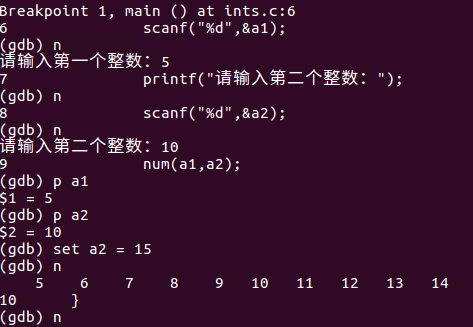 Breakpoint 1, main () at ints.c:6
6               scanf("%d",&a1);
(gdb) n
请输入第一个整数：5
7               printf("请输入第二个整数：");
(gdb) n
8               scanf("%d",&a2);
(gdb) n
请输入第二个整数：10
9               num(a1,a2);
(gdb) p a1
$1 = 5
(gdb) p a2
$2 = 10
(gdb) set a2 = 15
(gdb) n
    5    6    7    8    9   10   11   12   13   14
10      }
(gdb) n